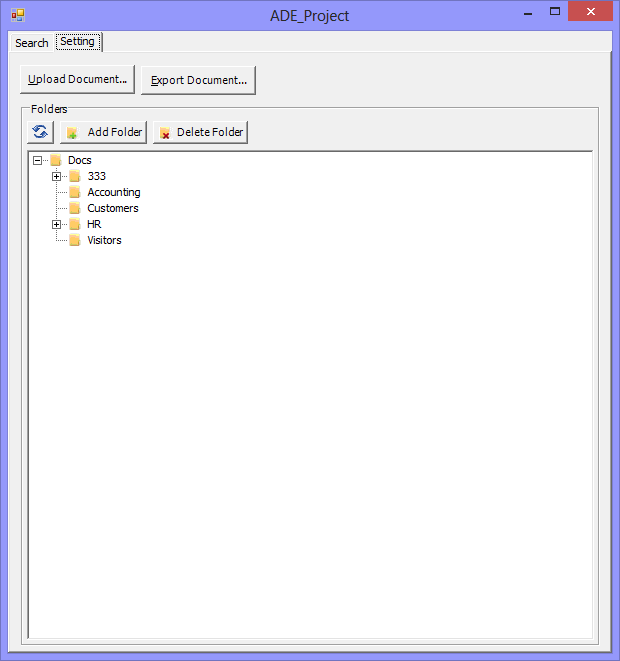 ADE_Project
Search Setting
Upload Document... Export Document...
Folders
Add Folder Delete Folder
Docs
333
Accounting
Customers
HR
Visitors